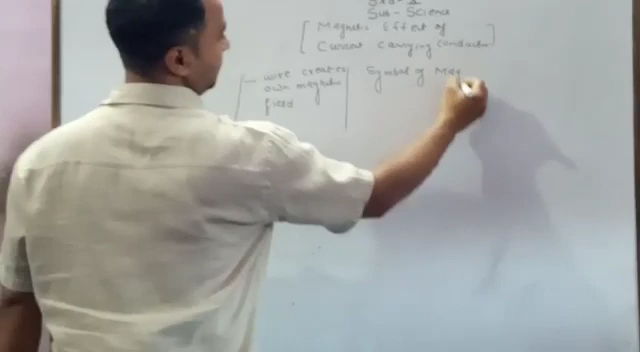 Sub - Science
[ Magnetic Effect of
Current Carrying Conductor ]
- wire creates
own magnetic
field
Symbol of Mag